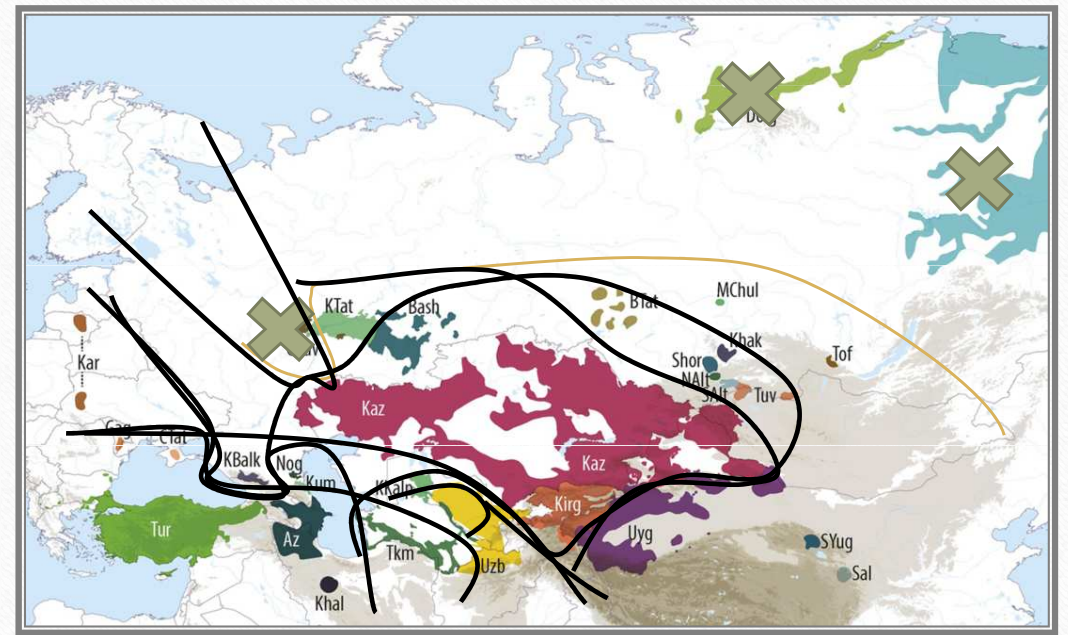 MChul
BTat
KTat
Bash
Khak
Tof
Shor
NAlt
SAlt
Tuv
Kar
Kaz
Gag
CTat
KBalk
Nog
Kaz
Kum
KKalp
Kirg
Tur
Az
Tkm
Uzb
Uyg
SYug
Sal
Khal